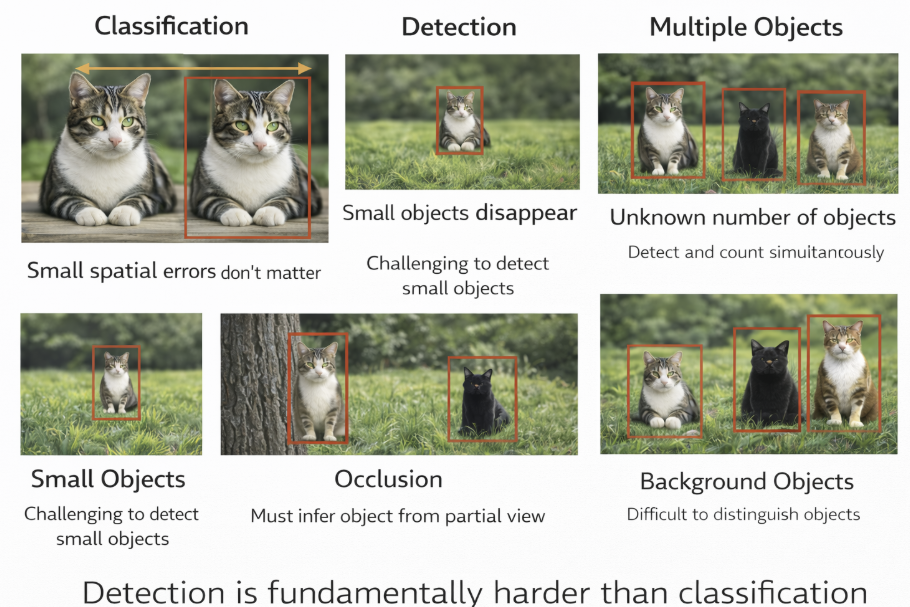 Classification
Detection
Multiple Objects
Small spatial errors don't matter
Small objects disappear
Challenging to detect
small objects
Unknown number of objects
Detect and count simuitancously
Small Objects
Challenging to detect
small objects
Occlusion
Must infer object from partial view
Background Objects
Difficult to distinguish objects
Detection is fundamentally harder than classification